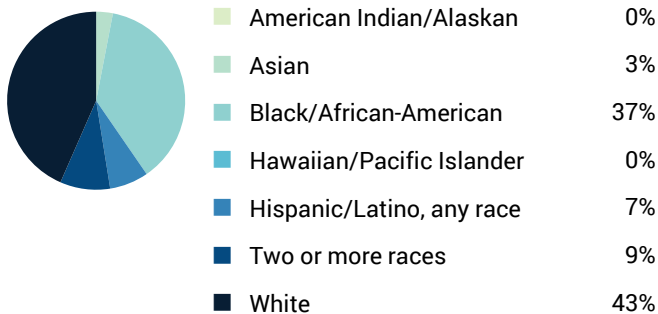 American Indian/Alaskan 0%
Asian 3%
Black/African-American 37%
Hawaiian/Pacific Islander 0%
Hispanic/Latino, any race 7%
Two or more races 9%
White 43%